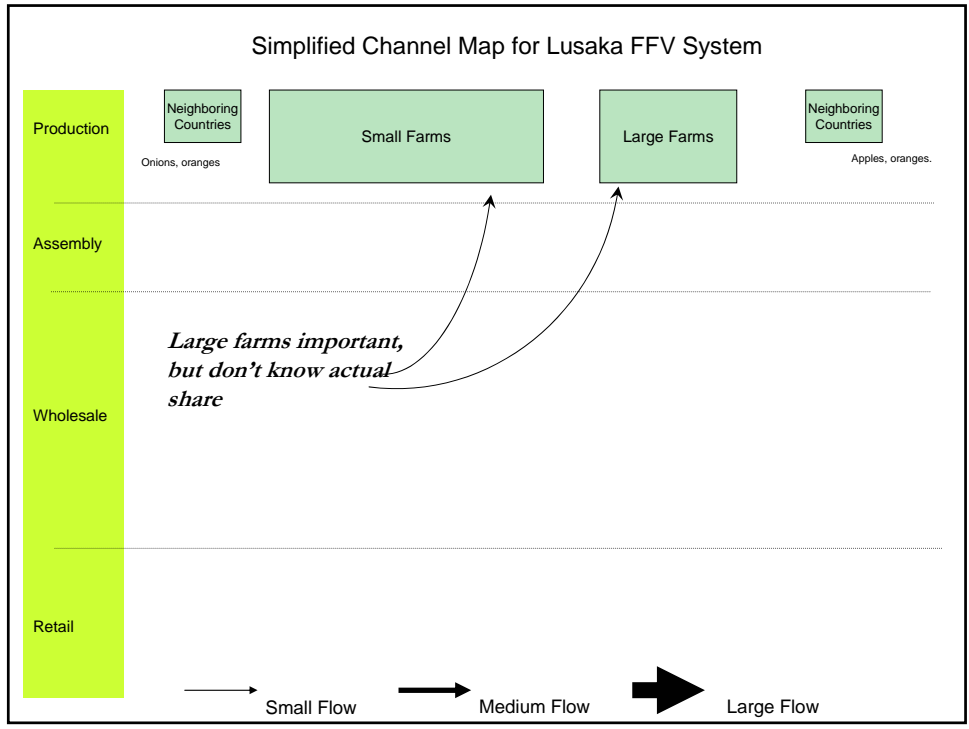 Simplified Channel Map for Lusaka FFV System
Production
Neighboring
Countries
Small Farms
Large Farms
Neighboring
Countries
Onions, oranges
Apples, oranges.
Assembly
Large farms important,
but don't know actual
share
Wholesale
Retail
Small Flow
Medium Flow
Large Flow